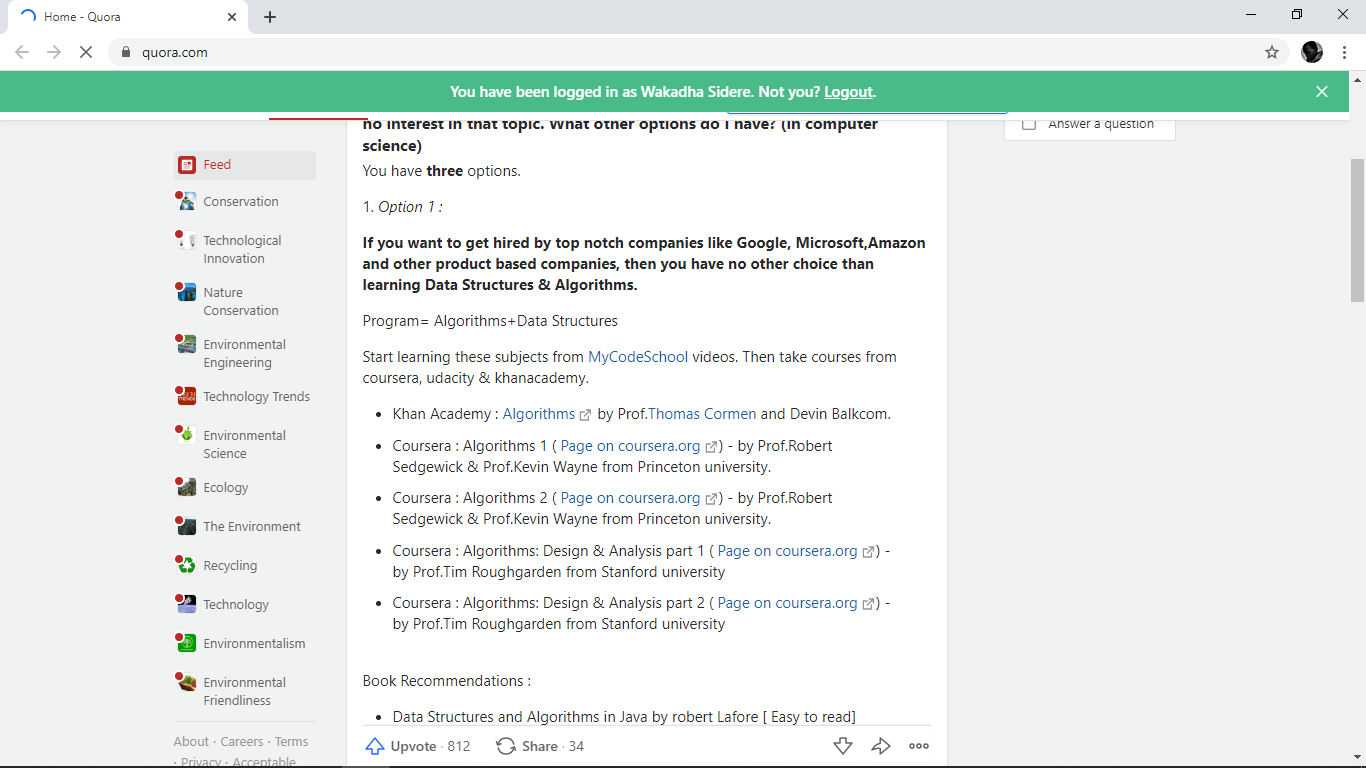 Home - Quora
quora.com
You have been logged in as Wakadha Sidere. Not you? Logout.
no interest in that topic. What other options do I have? (in computer
science)
Answer a question
Feed
Conservation
Technological
Innovation
Nature
Conservation
Environmental
Engineering
Technology Trends
Environmental
Science
Ecology
The Environment
Recycling
Technology
Environmentalism
Environmental
Friendliness
About · Careers · Terms
· Privacy · Acceptable
You have three options.
1. Option 1 :
If you want to get hired by top notch companies like Google, Microsoft,Amazon
and other product based companies, then you have no other choice than
learning Data Structures & Algorithms.
Program= Algorithms+Data Structures
Start learning these subjects from MyCodeSchool videos. Then take courses from
coursera, udacity & khanacademy.
• Khan Academy : Algorithms by Prof.Thomas Cormen and Devin Balkcom.
• Coursera : Algorithms 1 ( Page on coursera.org ) - by Prof.Robert
Sedgewick & Prof.Kevin Wayne from Princeton university.
• Coursera : Algorithms 2 ( Page on coursera.org ) - by Prof.Robert
Sedgewick & Prof.Kevin Wayne from Princeton university.
• Coursera : Algorithms: Design & Analysis part 1 ( Page on coursera.org ) -
by Prof.Tim Roughgarden from Stanford university
• Coursera : Algorithms: Design & Analysis part 2 ( Page on coursera.org ) -
by Prof.Tim Roughgarden from Stanford university
Book Recommendations :
• Data Structures and Algorithms in Java by robert Lafore [ Easy to read]
Upvote · 812 Share · 34